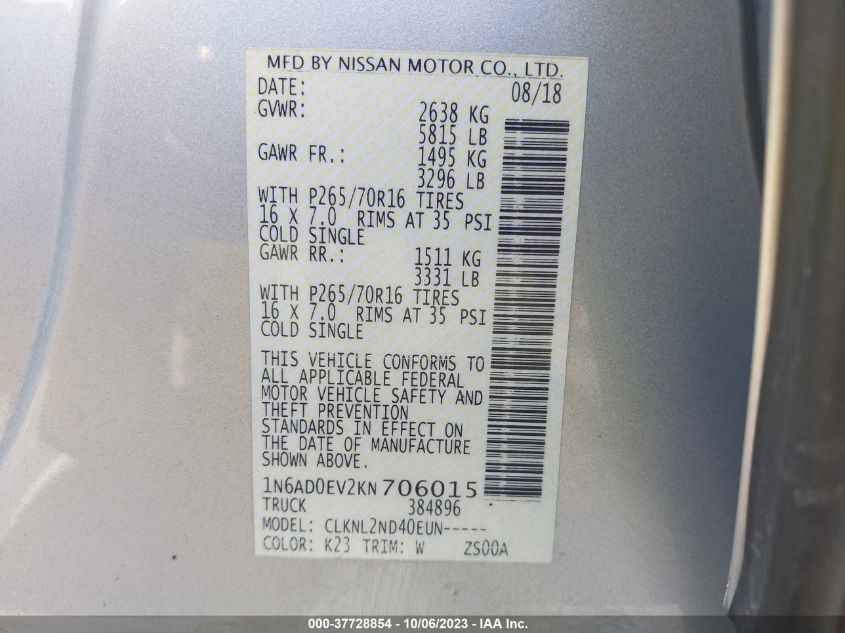 MFD BY NISSAN MOTOR CO., LTD.
DATE: 08/18
GVWR: 2638 KG
5815 LB
GAWR FR.: 1495 KG
3296 LB
WITH P265/70R16 TIRES
16 X 7.0 RIMS AT 35 PSI
COLD SINGLE
GAWR RR.: 1511 KG
3331 LB
WITH P265/70R16 TIRES
16 X 7.0 RIMS AT 35 PSI
COLD SINGLE
THIS VEHICLE CONFORMS TO
ALL APPLICABLE FEDERAL
MOTOR VEHICLE SAFETY AND
THEFT PREVENTION
STANDARDS IN EFFECT ON
THE DATE OF MANUFACTURE
SHOWN ABOVE.
1N6AD0EV2KN706015
TRUCK 384896
MODEL: CLKNL2ND40EUN-----
COLOR: K23 TRIM: W ZS00A
000-37728854 - 10/06/2023 - IAA Inc.